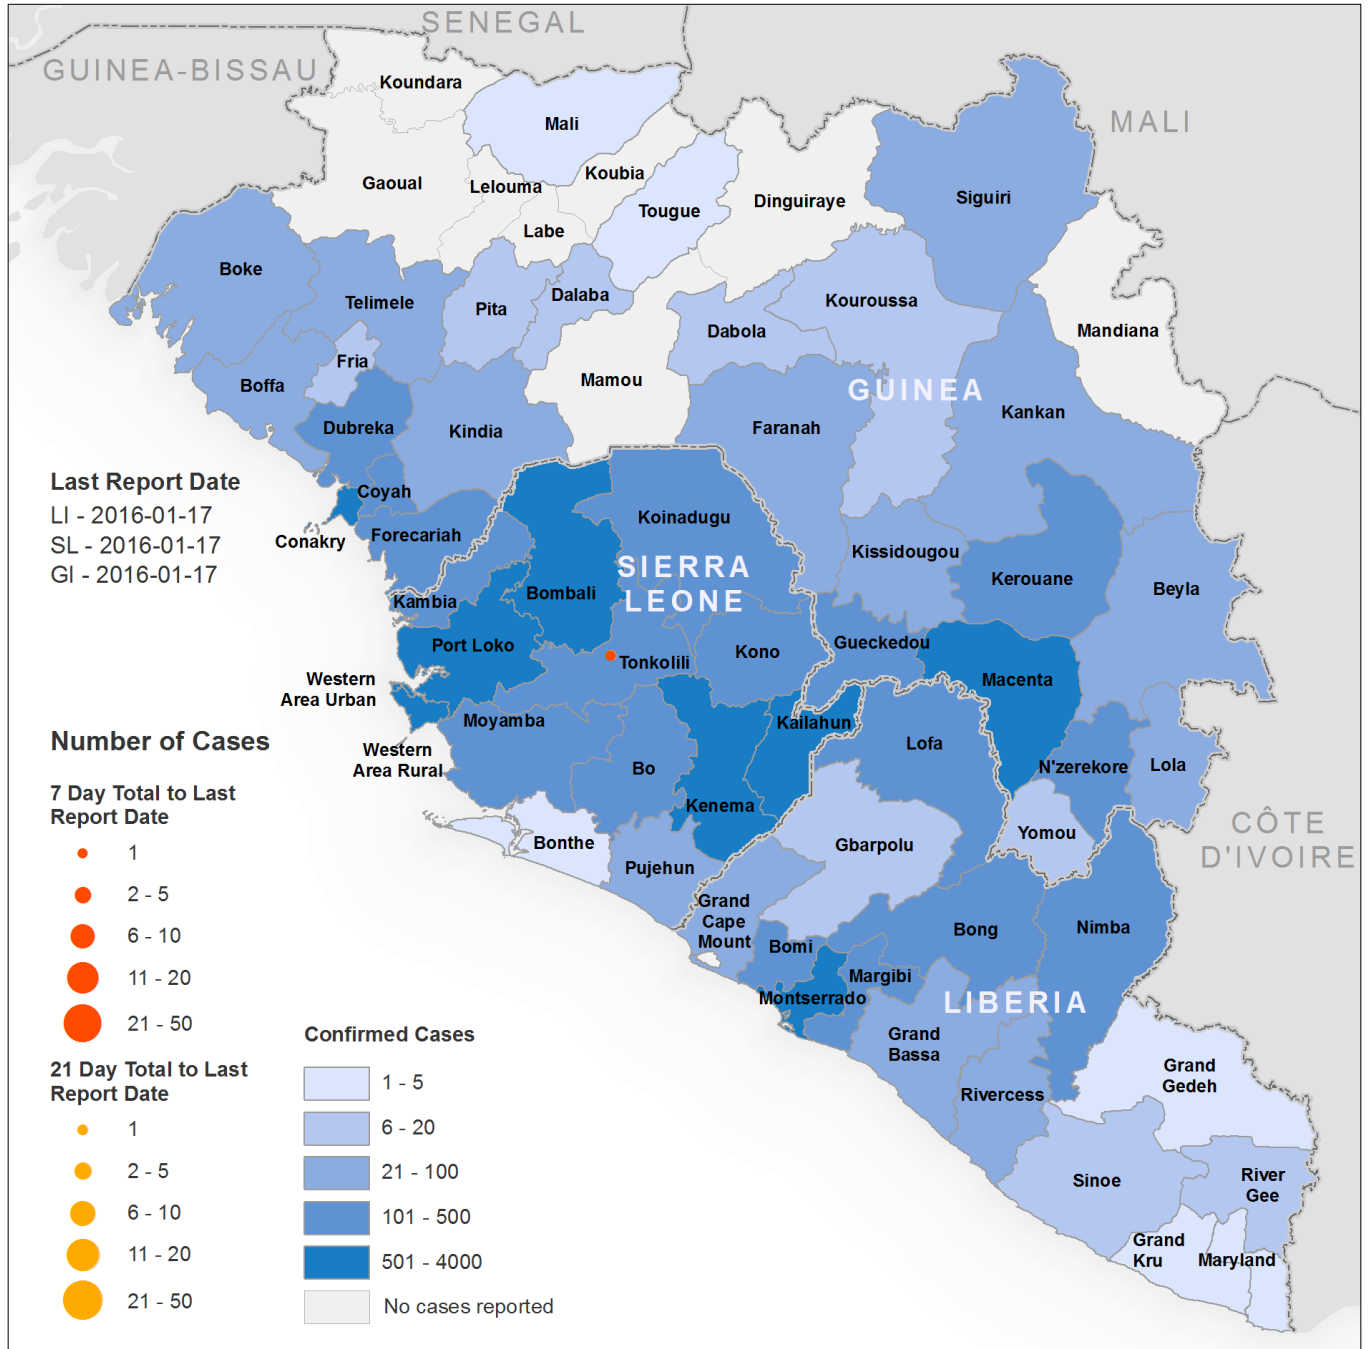 SENEGAL
GUINEA-BISSAU
MALI
Koundara
Mali
Gaoual
Lelouma
Koubia
Labe
Tougue
Dinguiraye
Siguiri
Boke
Telimele
Pita
Dalaba
Kouroussa
Dabola
Mandiana
Fria
Boffa
Mamou
GUINEA
Dubreka
Kindia
Faranah
Kankan
Last Report Date
LI - 2016-01-17
SL - 2016-01-17
GI - 2016-01-17
Coyah
Conakry
Forecariah
Koinadugu
Kissidougou
SIERRA
LEONE
Kerouane
Beyla
Kambia
Bombali
Port Loko
Tonkolili
Kono
Gueckedou
Macenta
Western
Area Urban
Moyamba
Kailahun
Western
Area Rural
Bo
Lofa
N'zerekore
Lola
Kenema
Bonthe
Pujehun
Gbarpolu
Yomou
CÔTE
D'IVOIRE
Grand
Cape
Mount
Bomi
Bong
Nimba
Margibi
Montserrado
LIBERIA
Grand
Bassa
Rivercess
Grand
Gedeh
Sinoe
River
Gee
Grand
Kru
Maryland
Number of Cases
7 Day Total to Last
Report Date
1
2 - 5
6 - 10
11 - 20
21 - 50
21 Day Total to Last
Report Date
1
2 - 5
6 - 10
11 - 20
21 - 50
Confirmed Cases
1 - 5
6 - 20
21 - 100
101 - 500
501 - 4000
No cases reported